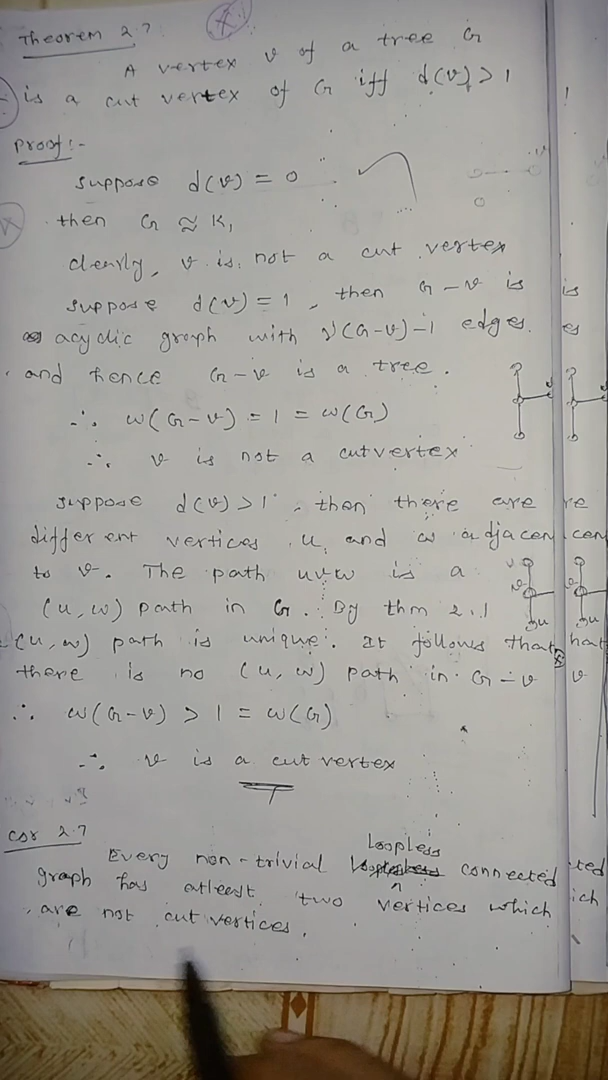 Theorem 2.7
A vertex v of a tree G
is a cut vertex of G iff d(v)>1
Proof:-
Suppose d(v) = 0
then G ≈ K1
clearly, v is not a cut vertex
Suppose d(v)=1, then G-v is
acyclic graph with ν(G-v)-1 edges.
and hence G-v is a tree.
∴ ω(G-v) = 1 = ω(G)
∴ v is not a cutvertex
Suppose d(v)>1, then there are
different vertices u, and w adjacen
to v. The path uvw is a
(u, w) path in G. By thm 2.1
(u, w) path is unique. It follows that
there is no (u, w) path in G-v
∴ ω(G-v) > 1 = ω(G)
∴ v is a cut vertex
Cor 2.7
Loopless
Every non-trivial connected
graph has atleast two vertices which
are not cut vertices.